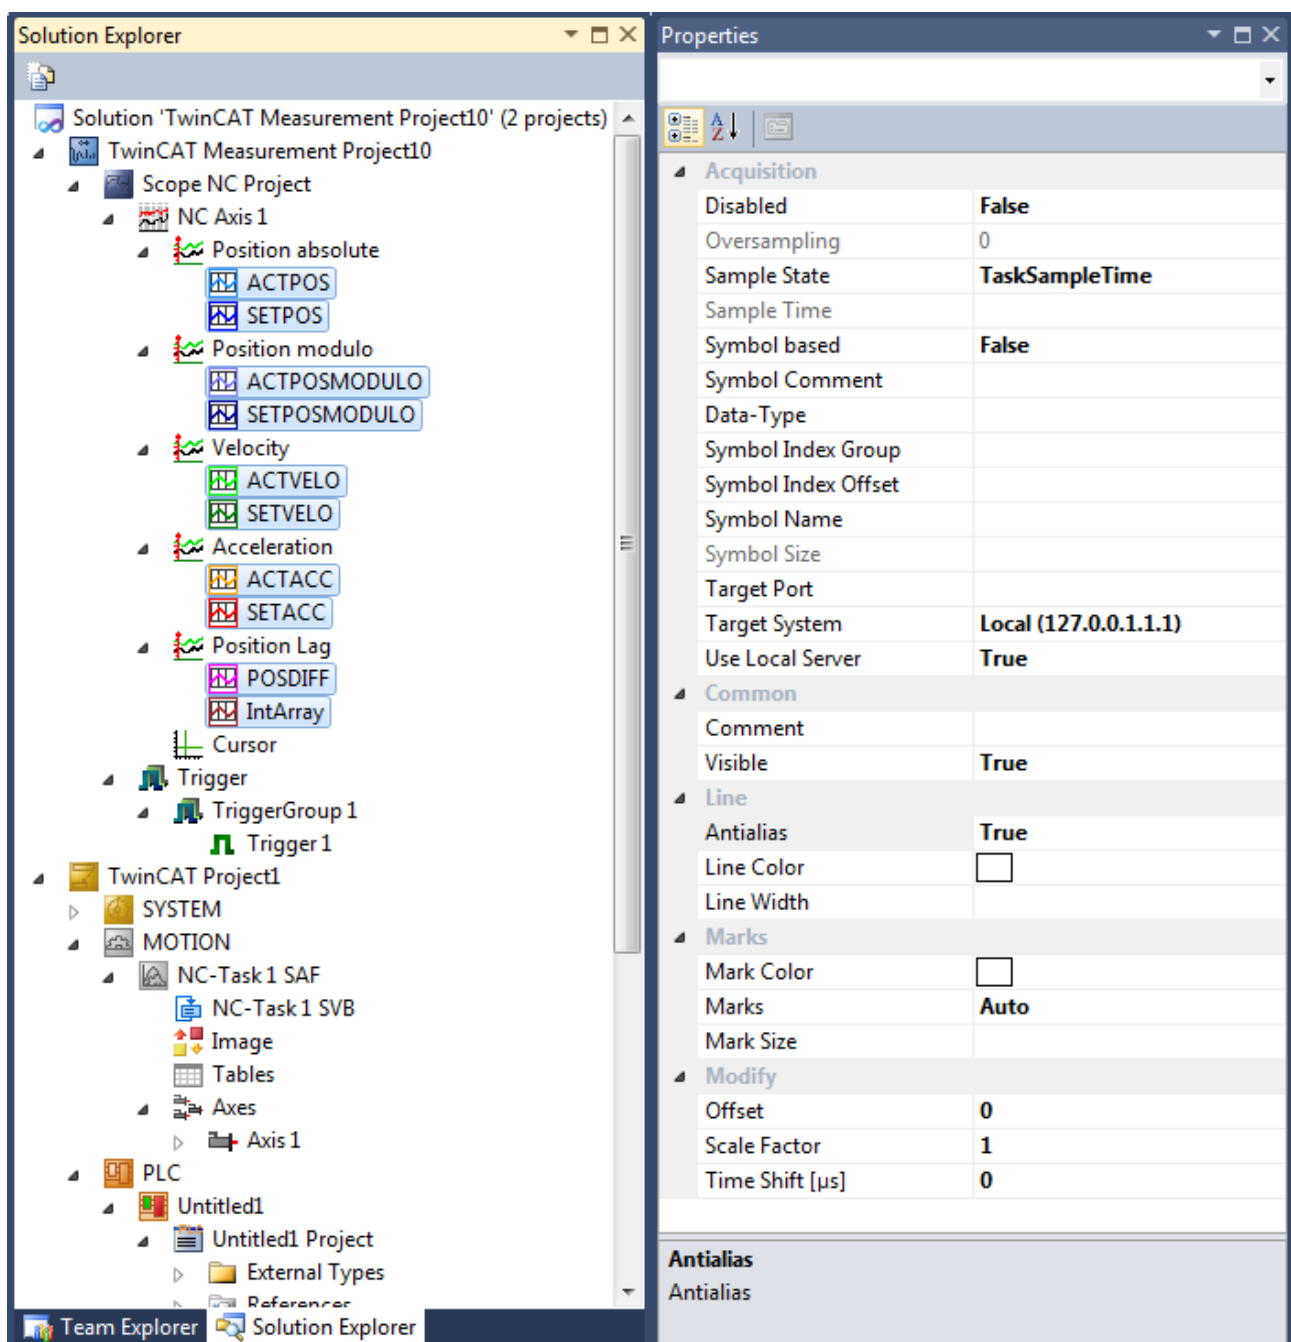 Solution Explorer
Solution 'TwinCAT Measurement Project10' (2 projects)
TwinCAT Measurement Project10
Scope NC Project
NC Axis 1
Position absolute
ACTPOS
SETPOS
Position modulo
ACTPOSMODULO
SETPOSMODULO
Velocity
ACTVELO
SETVELO
Acceleration
ACTACC
SETACC
Position Lag
POSDIFF
IntArray
Cursor
Trigger
TriggerGroup 1
Trigger 1
TwinCAT Project1
SYSTEM
MOTION
NC-Task 1 SAF
NC-Task 1 SVB
Image
Tables
Axes
Axis 1
PLC
Untitled1
Untitled1 Project
External Types
References
Team Explorer
Solution Explorer
Properties
Acquisition
Disabled False
Oversampling 0
Sample State TaskSampleTime
Sample Time
Symbol based False
Symbol Comment
Data-Type
Symbol Index Group
Symbol Index Offset
Symbol Name
Symbol Size
Target Port
Target System Local (127.0.0.1.1.1)
Use Local Server True
Common
Comment
Visible True
Line
Antialias True
Line Color
Line Width
Marks
Mark Color
Marks Auto
Mark Size
Modify
Offset 0
Scale Factor 1
Time Shift [µs] 0
Antialias
Antialias